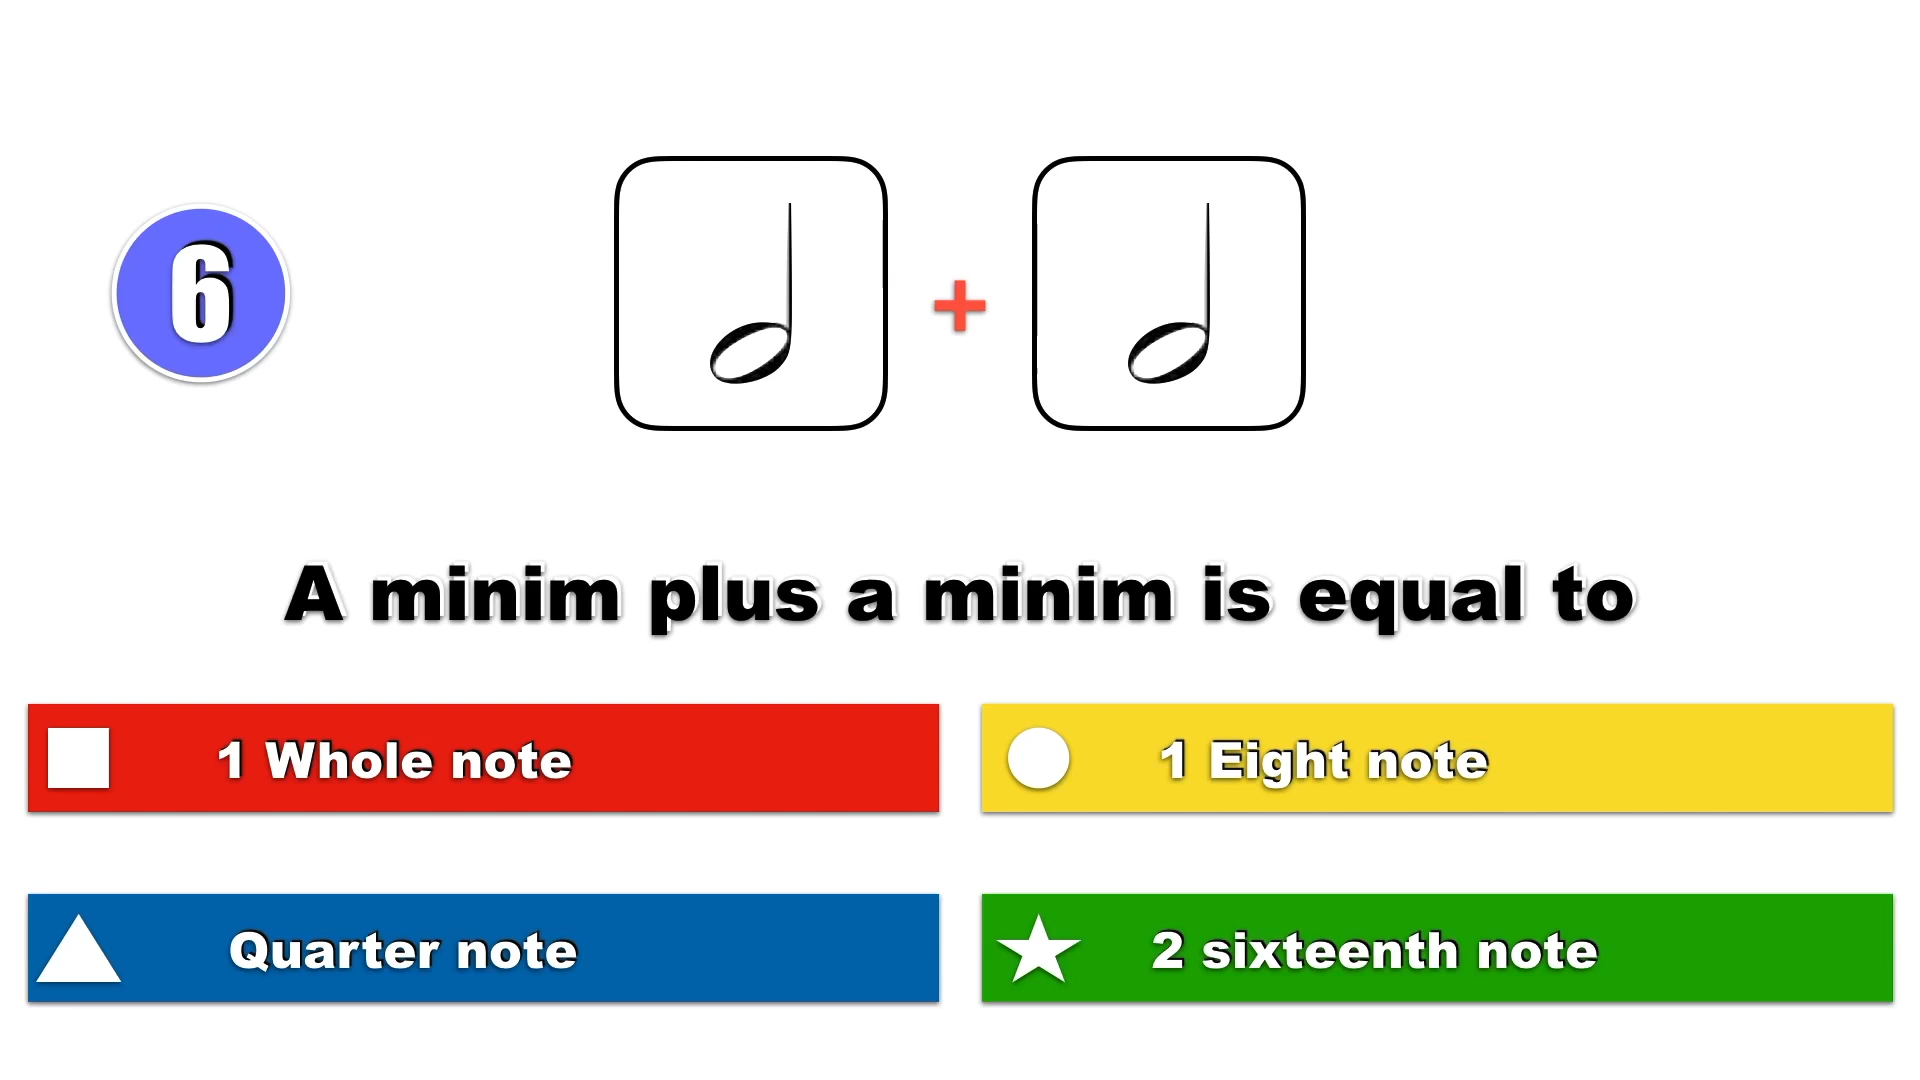 6
+
A minim plus a minim is equal to
1 Whole note
1 Eight note
Quarter note
2 sixteenth note